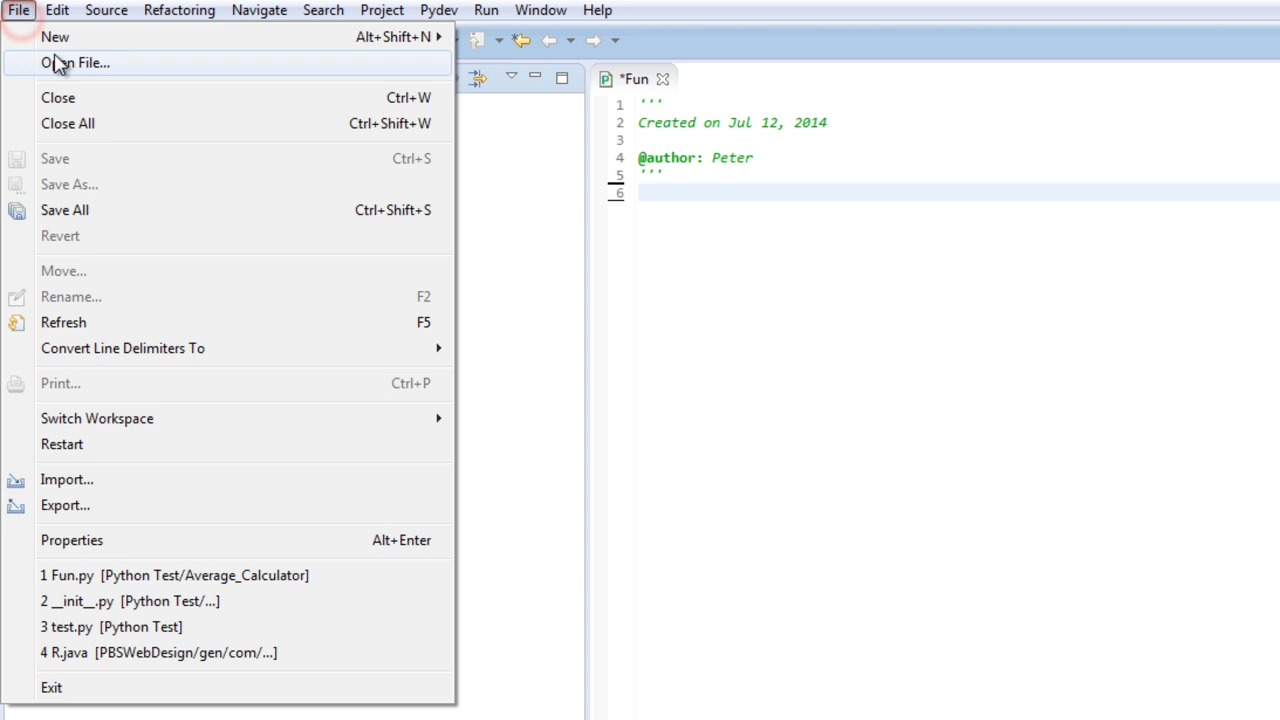 File Edit Source Refactoring Navigate Search Project Pydev Run Window Help
New Alt+Shift+N
Open File...
Close Ctrl+W
Close All Ctrl+Shift+W
Save Ctrl+S
Save As...
Save All Ctrl+Shift+S
Revert
Move...
Rename... F2
Refresh F5
Convert Line Delimiters To
Print... Ctrl+P
Switch Workspace
Restart
Import...
Export...
Properties Alt+Enter
1 Fun.py [Python Test/Average_Calculator]
2 __init__.py [Python Test/...]
3 test.py [Python Test]
4 R.java [PBSWebDesign/gen/com/...]
Exit
*Fun
1 '''
2 Created on Jul 12, 2014
3
4 @author: Peter
5 '''
6